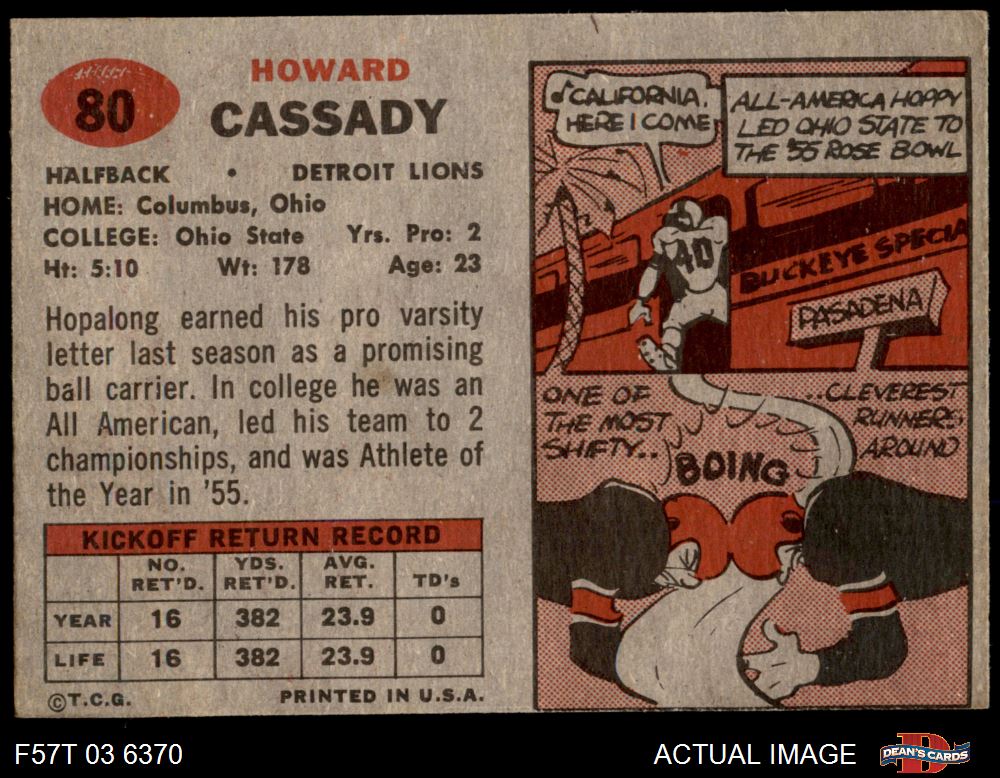 80
HOWARD
CASSADY
HALFBACK • DETROIT LIONS
HOME: Columbus, Ohio
COLLEGE: Ohio State Yrs. Pro: 2
Ht: 5:10 Wt: 178 Age: 23
Hopalong earned his pro varsity
letter last season as a promising
ball carrier. In college he was an
All American, led his team to 2
championships, and was Athlete of
the Year in '55.
KICKOFF RETURN RECORD
NO. RET'D. YDS. RET'D. AVG. RET. TD's
YEAR 16 382 23.9 0
LIFE 16 382 23.9 0
©T.C.G. PRINTED IN U.S.A.
♪CALIFORNIA,
HERE I COME
ALL-AMERICA HOPPY
LED OHIO STATE TO
THE '55 ROSE BOWL
40
BUCKEYE SPECIA
PASADENA
ONE OF
THE MOST
SHIFTY..
..CLEVEREST
RUNNERS
AROUND
BOING
F57T 03 6370
ACTUAL IMAGE
DEAN'S CARDS